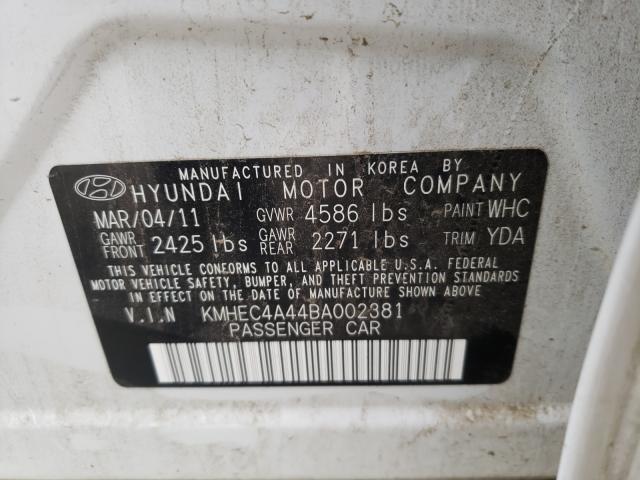 MANUFACTURED IN KOREA BY
HYUNDAI MOTOR COMPANY
MAR/04/11 GVWR 4586 lbs PAINT WHC
GAWR FRONT 2425 lbs GAWR REAR 2271 lbs TRIM YDA
THIS VEHICLE CONFORMS TO ALL APPLICABLE U.S.A. FEDERAL
MOTOR VEHICLE SAFETY, BUMPER, AND THEFT PREVENTION STANDARDS
IN EFFECT ON THE DATE OF MANUFACTURE SHOWN ABOVE
V.I.N KMHEC4A44BA002381
PASSENGER CAR